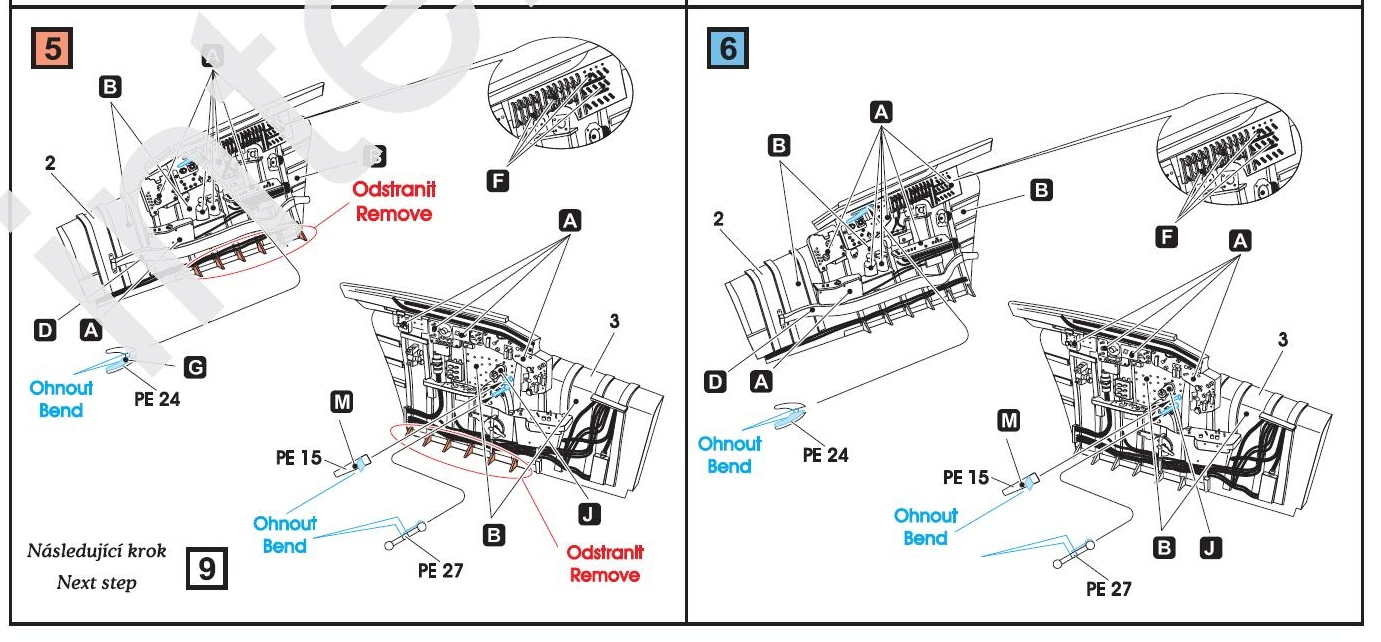 5
A
B
2
B
Odstranit
Remove
F
A
D
A
G
Ohnout
Bend
PE 24
3
M
PE 15
Ohnout
Bend
PE 27
B
J
Odstranit
Remove
Následující krok
Next step
9
6
A
B
2
B
F
A
D
A
Ohnout
Bend
PE 24
3
M
PE 15
Ohnout
Bend
PE 27
B
J
inte